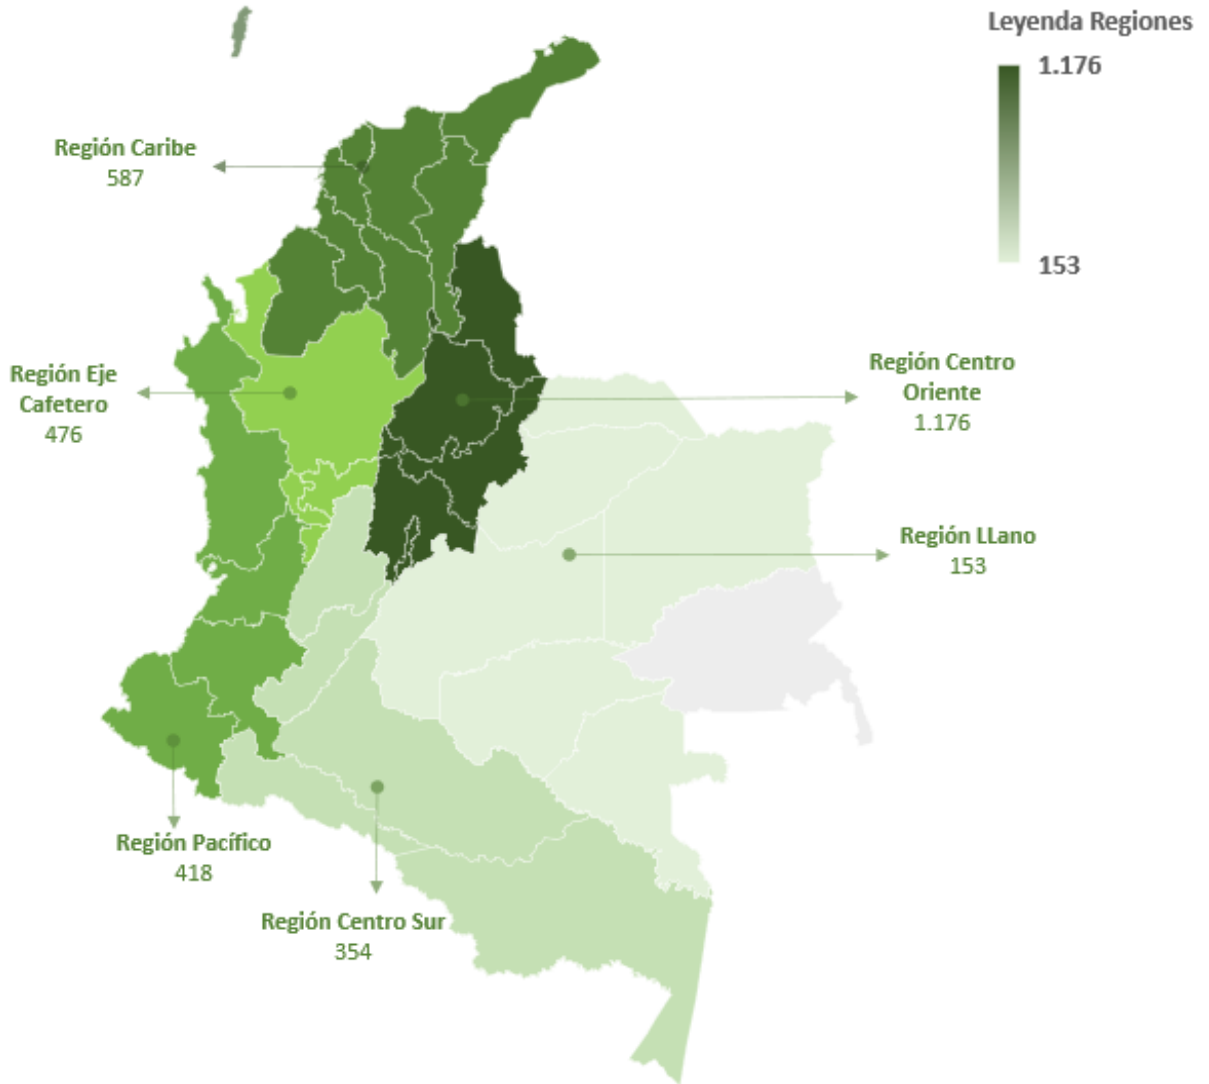 Leyenda Regiones
1.176
153
Región Caribe
587
Región Eje
Cafetero
476
Región Centro
Oriente
1.176
Región LLano
153
Región Pacífico
418
Región Centro Sur
354